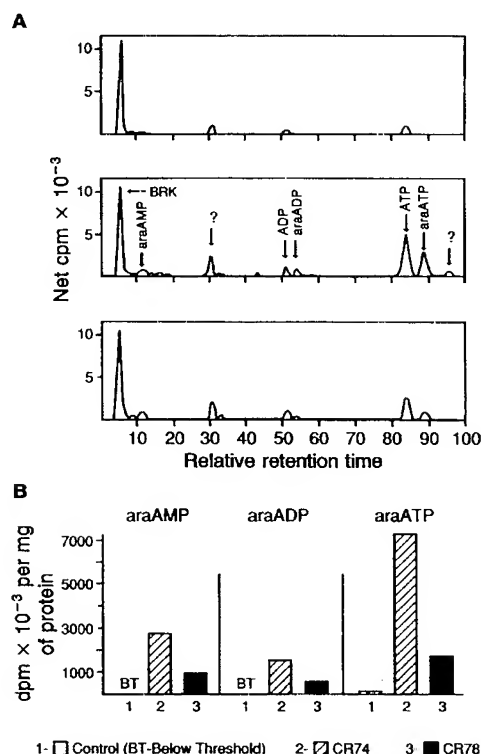 A
10
5
Net cpm × 10⁻³
10
5
BRK
araAMP
?
ADP
araADP
ATP
araATP
?
10
5
10 20 30 40 50 60 70 80 90 100
Relative retention time
B
araAMP araADP araATP
dpm × 10⁻³ per mg
of protein
7000
5000
3000
1000
BT BT
1 2 3 1 2 3 1 2 3
1- Control (BT-Below Threshold) 2- CR74 3- CR78